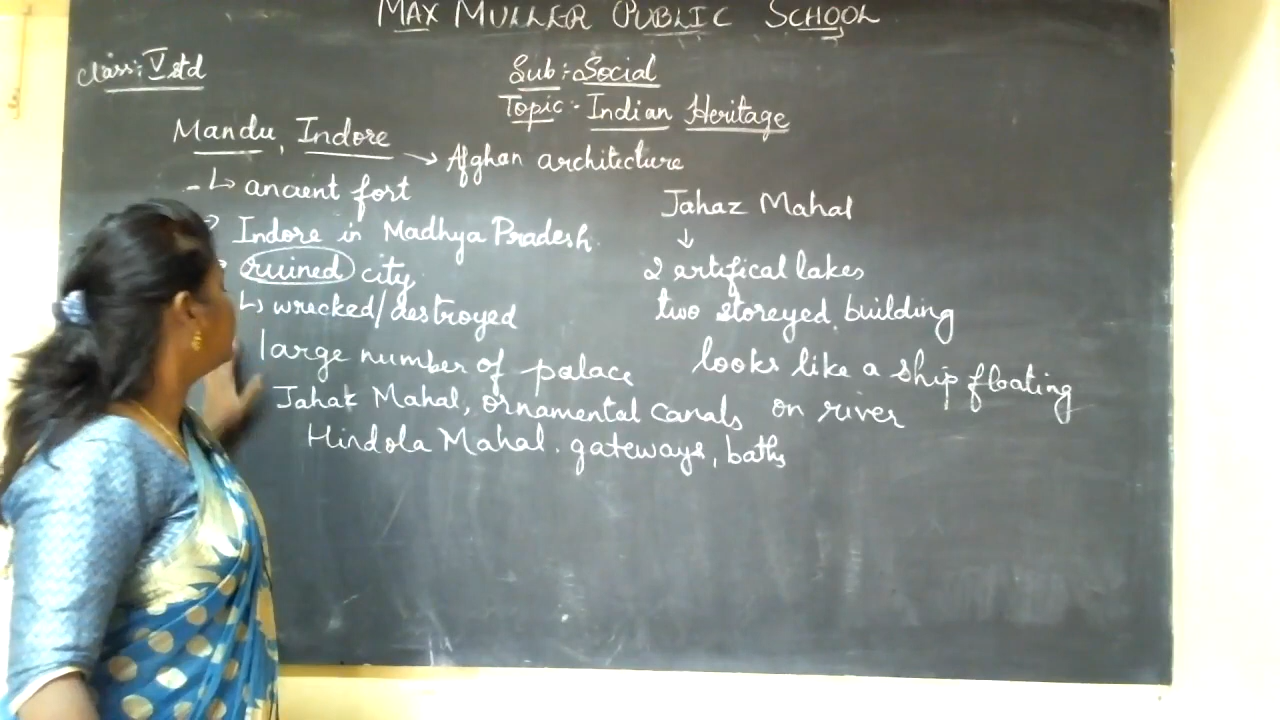 MAX MULLER PUBLIC SCHOOL
Class: V std
Sub :- Social
Topic :- Indian Heritage
Mandu, Indore → Afghan architecture
- ↳ ancient fort
Indore in Madhya Pradesh.
ruined city
↳ wrecked/destroyed
large number of palace
Jahak Mahal, ornamental canals
Hindola Mahal. gateways, baths
Jahaz Mahal
↓
2 artifical lakes
two storeyed building
looks like a ship floating
on river